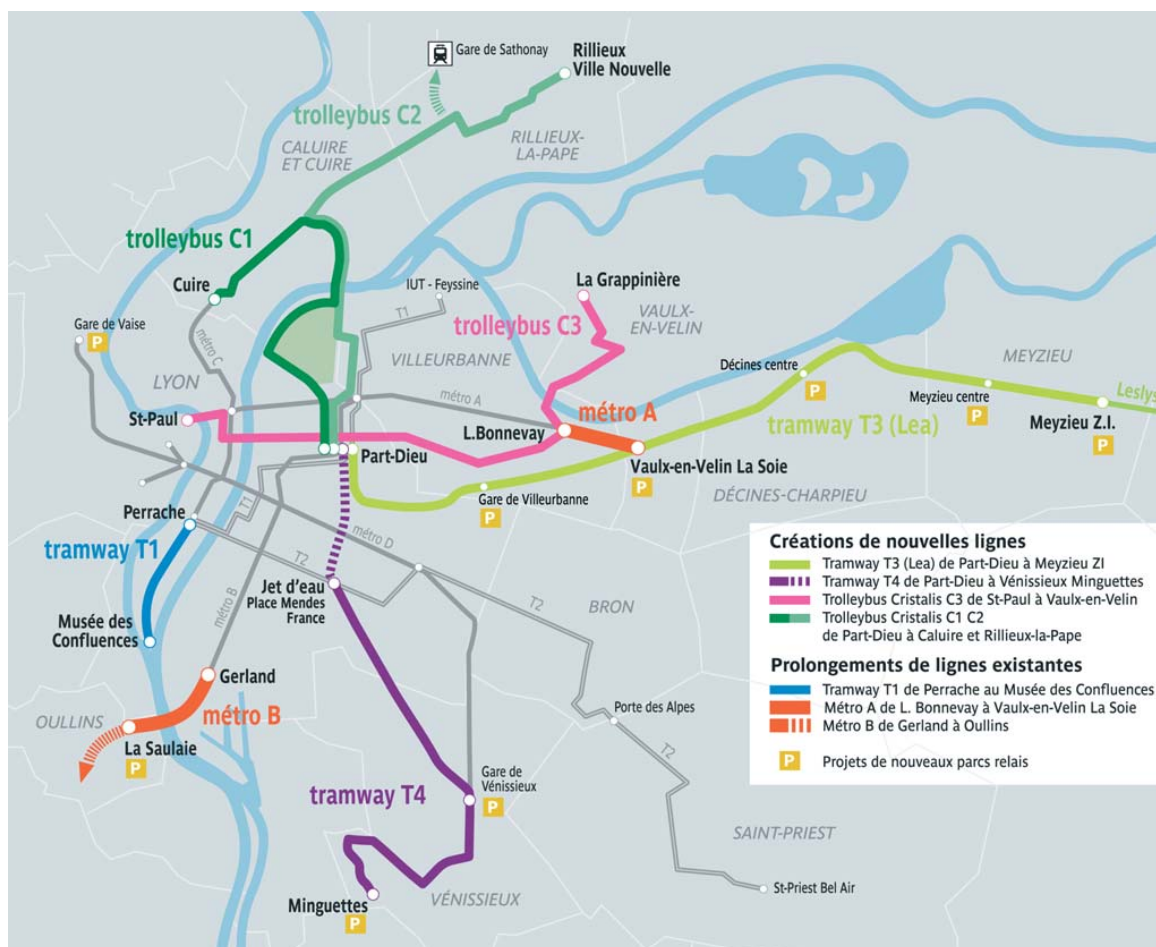 Gare de Sathonay
Rillieux
Ville Nouvelle
trolleybus C2
CALUIRE
ET CUIRE
RILLIEUX-
LA-PAPE
trolleybus C1
Cuire
IUT - Feyssine
La Grappinière
T1
Gare de Vaise
P
métro C
trolleybus C3
VAULX-
EN-VELIN
VILLEURBANNE
LYON
Décines centre
P
MEYZIEU
métro A
métro A
St-Paul
L.Bonnevay
tramway T3 (Lea)
Meyzieu centre
P
Leslys
Meyzieu Z.I.
P
Part-Dieu
Vaulx-en-Velin La Soie
P
Gare de Villeurbanne
P
DÉCINES-CHARPIEU
Perrache
T1
métro D
tramway T1
T2
Jet d'eau
Place Mendes
France
métro B
T2
BRON
Musée des
Confluences
Gerland
OULLINS
métro B
La Saulaie
P
Porte des Alpes
T2
tramway T4
Gare de
Vénissieux
P
SAINT-PRIEST
St-Priest Bel Air
Minguettes
P
VÉNISSIEUX
Créations de nouvelles lignes
Tramway T3 (Lea) de Part-Dieu à Meyzieu ZI
Tramway T4 de Part-Dieu à Vénissieux Minguettes
Trolleybus Cristalis C3 de St-Paul à Vaulx-en-Velin
Trolleybus Cristalis C1 C2
de Part-Dieu à Caluire et Rillieux-la-Pape
Prolongements de lignes existantes
Tramway T1 de Perrache au Musée des Confluences
Métro A de L. Bonnevay à Vaulx-en-Velin La Soie
Métro B de Gerland à Oullins
P Projets de nouveaux parcs relais